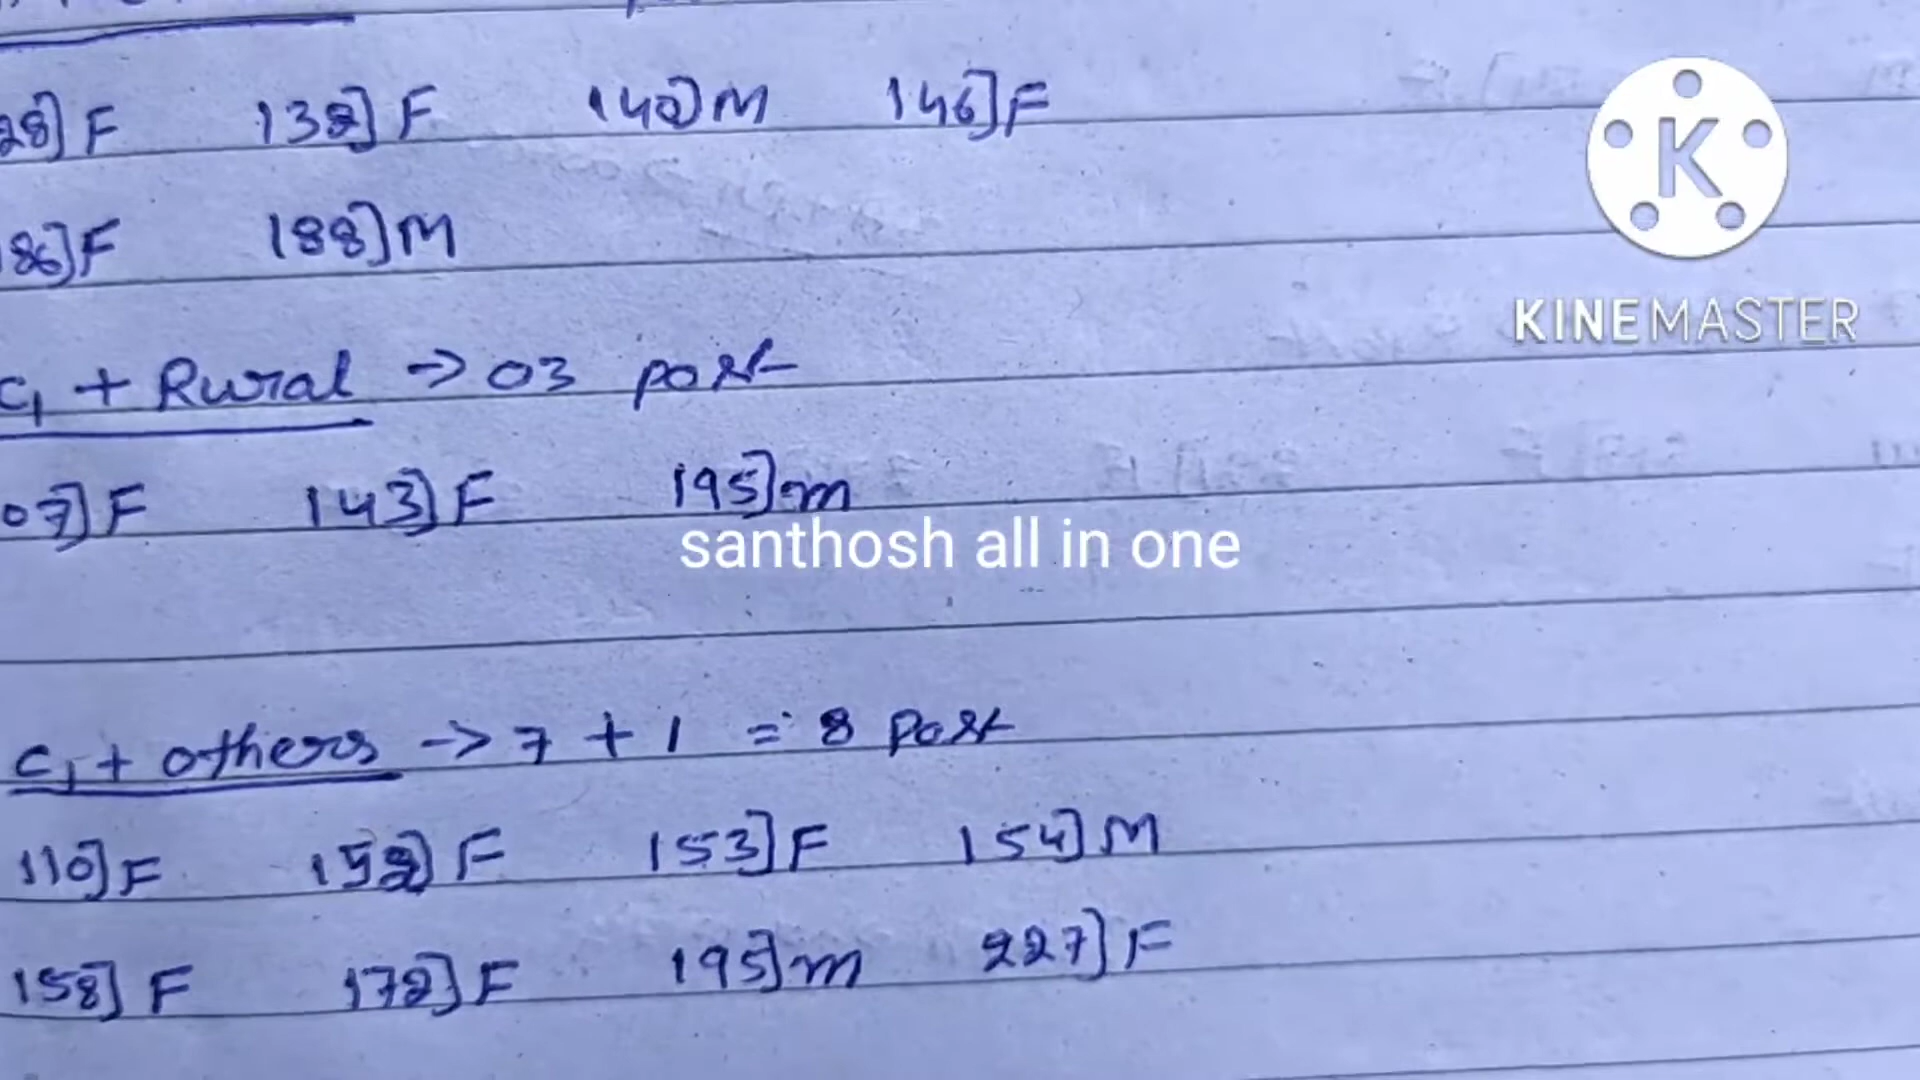 28] F 132] F 140] M 146] F
86] F 188] M
KINEMASTER
C1 + Rural → 03 post
07] F 143] F 195] m
santhosh all in one
C1 + others → 7 + 1 = 8 Post
110] F 152] F 153] F 154] M
158] F 172] F 195] m 227] F